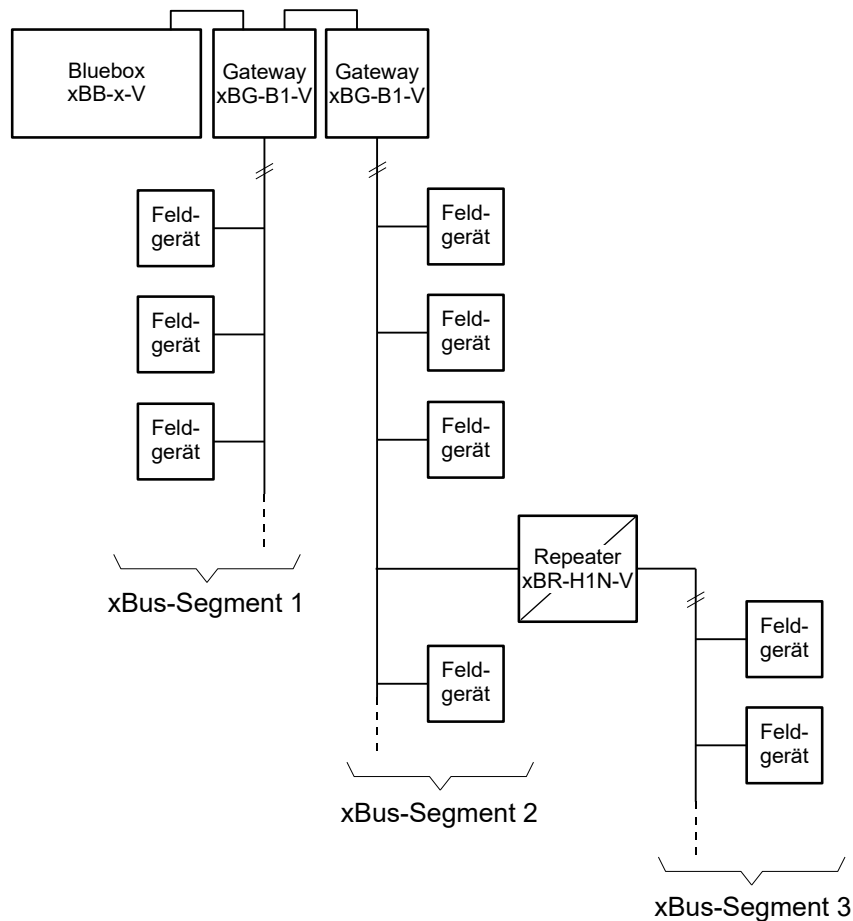 Bluebox
xBB-x-V
Gateway
xBG-B1-V
Gateway
xBG-B1-V
Feld-
gerät
Feld-
gerät
Feld-
gerät
xBus-Segment 1
Feld-
gerät
Feld-
gerät
Feld-
gerät
Repeater
xBR-H1N-V
Feld-
gerät
xBus-Segment 2
Feld-
gerät
Feld-
gerät
xBus-Segment 3